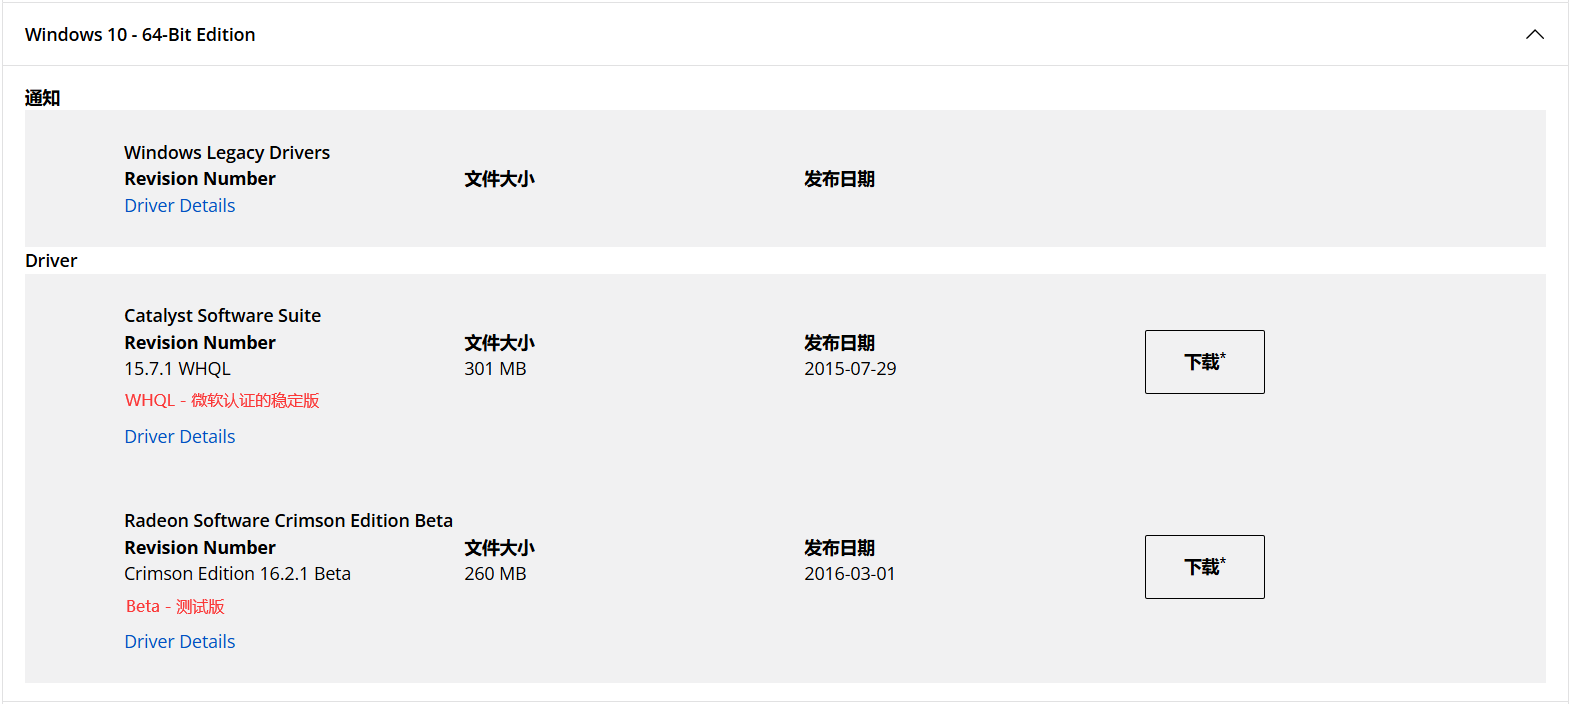 Windows 10 - 64-Bit Edition
通知
Windows Legacy Drivers
Revision Number 文件大小 发布日期
Driver Details
Driver
Catalyst Software Suite
Revision Number 文件大小 发布日期
15.7.1 WHQL 301 MB 2015-07-29
下载*
WHQL - 微软认证的稳定版
Driver Details
Radeon Software Crimson Edition Beta
Revision Number 文件大小 发布日期
Crimson Edition 16.2.1 Beta 260 MB 2016-03-01
下载*
Beta - 测试版
Driver Details